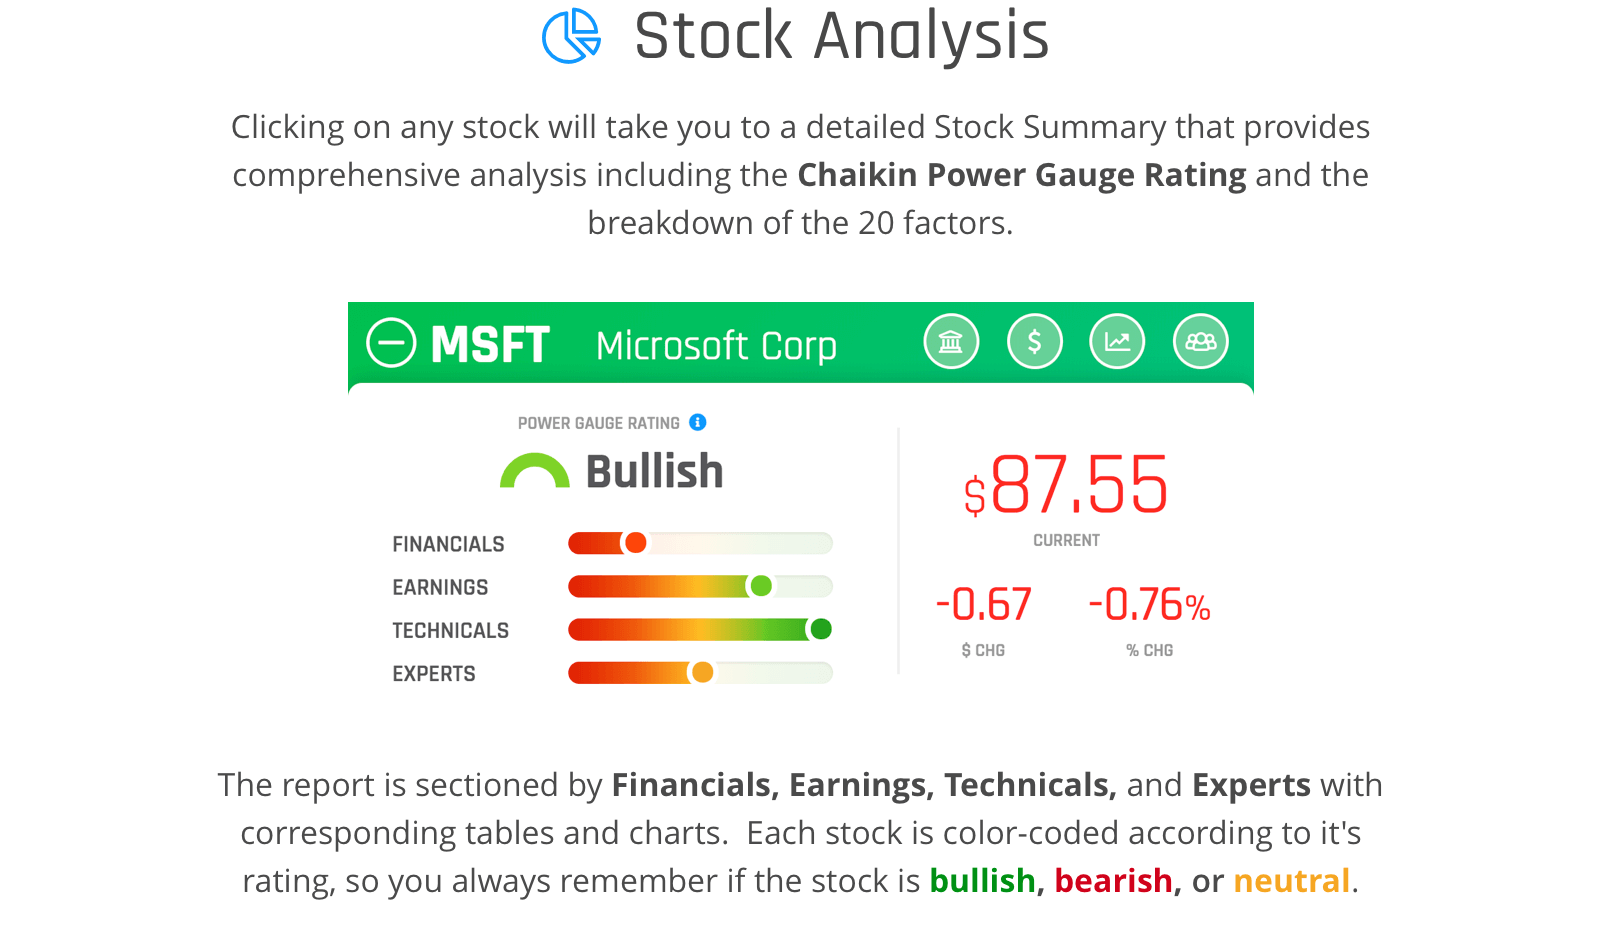 Stock Analysis
Clicking on any stock will take you to a detailed Stock Summary that provides
comprehensive analysis including the Chaikin Power Gauge Rating and the
breakdown of the 20 factors.
MSFT Microsoft Corp
POWER GAUGE RATING
Bullish
FINANCIALS
EARNINGS
TECHNICALS
EXPERTS
$87.55
CURRENT
-0.67 -0.76%
$ CHG % CHG
The report is sectioned by Financials, Earnings, Technicals, and Experts with
corresponding tables and charts.  Each stock is color-coded according to it's
rating, so you always remember if the stock is bullish, bearish, or neutral.